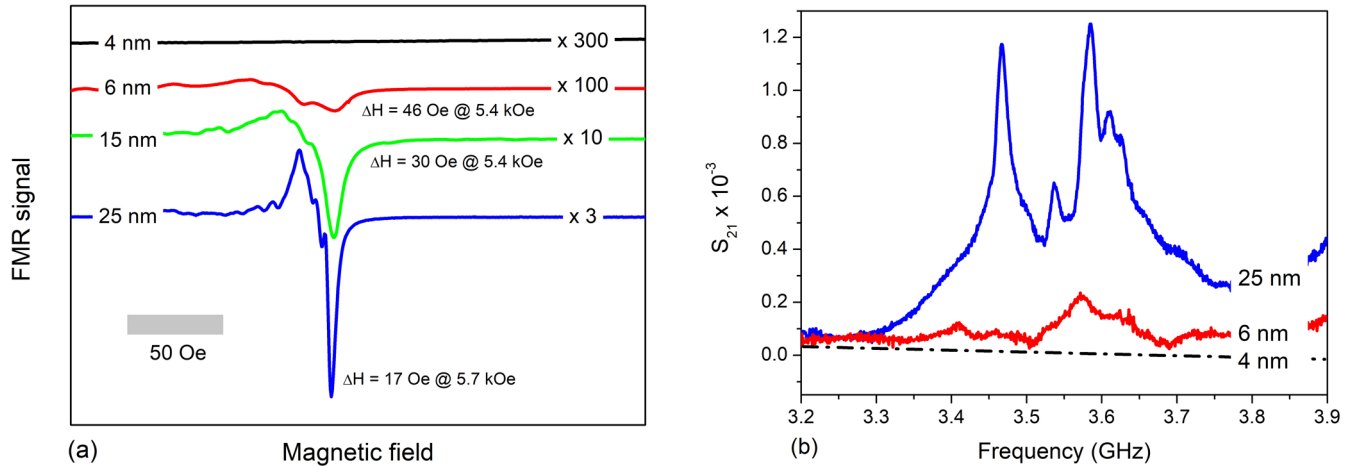 4 nm
x 300
6 nm
x 100
ΔH = 46 Oe @ 5.4 kOe
15 nm
x 10
ΔH = 30 Oe @ 5.4 kOe
25 nm
x 3
50 Oe
ΔH = 17 Oe @ 5.7 kOe
FMR signal
(a)
Magnetic field
S21 x 10-3
1.2
1.0
0.8
0.6
0.4
0.2
0.0
25 nm
6 nm
4 nm
3.2 3.3 3.4 3.5 3.6 3.7 3.8 3.9
(b)
Frequency (GHz)